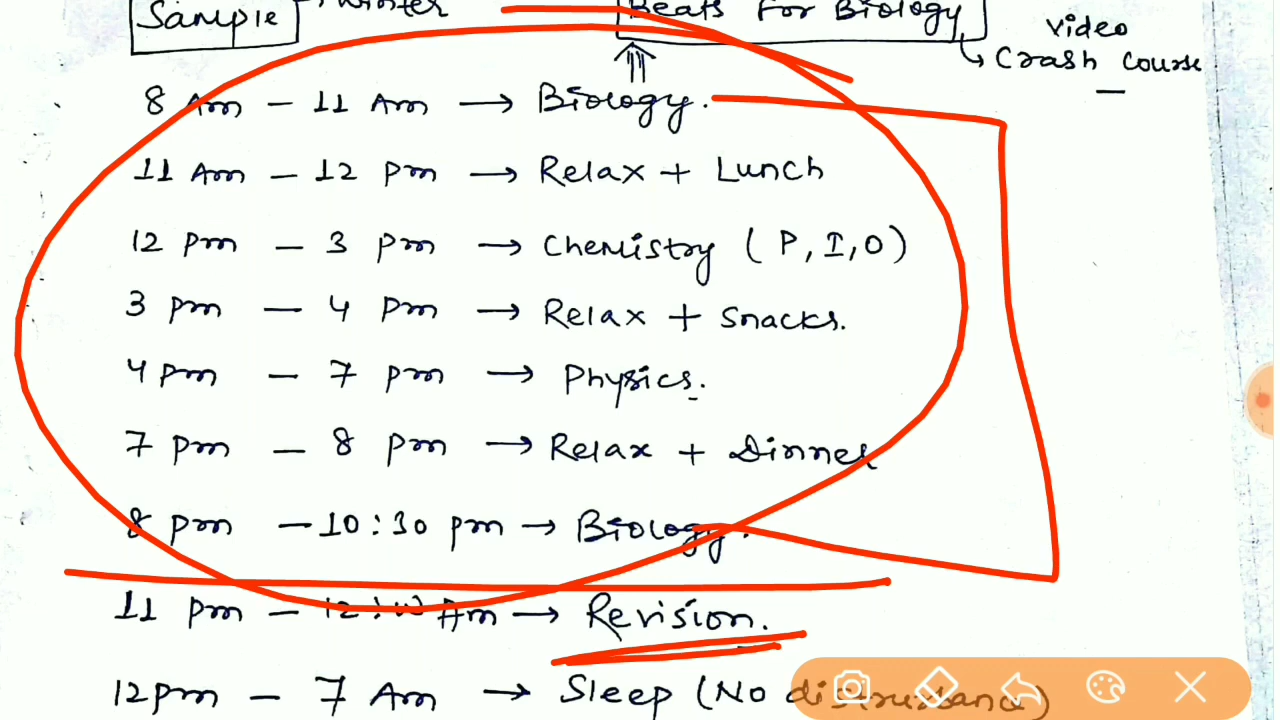 Sample
Beats For Biology
Video
Crash Course
8 Am – 11 Am → Biology.
11 Am – 12 pm → Relax + Lunch
12 pm – 3 pm → Chemistry (P, I, O)
3 pm – 4 pm → Relax + Snacks.
4 pm – 7 pm → Physics.
7 pm – 8 pm → Relax + Dinner
8 pm – 10:30 pm → Biology.
11 pm – Am → Revision.
12pm – 7 Am → Sleep (No